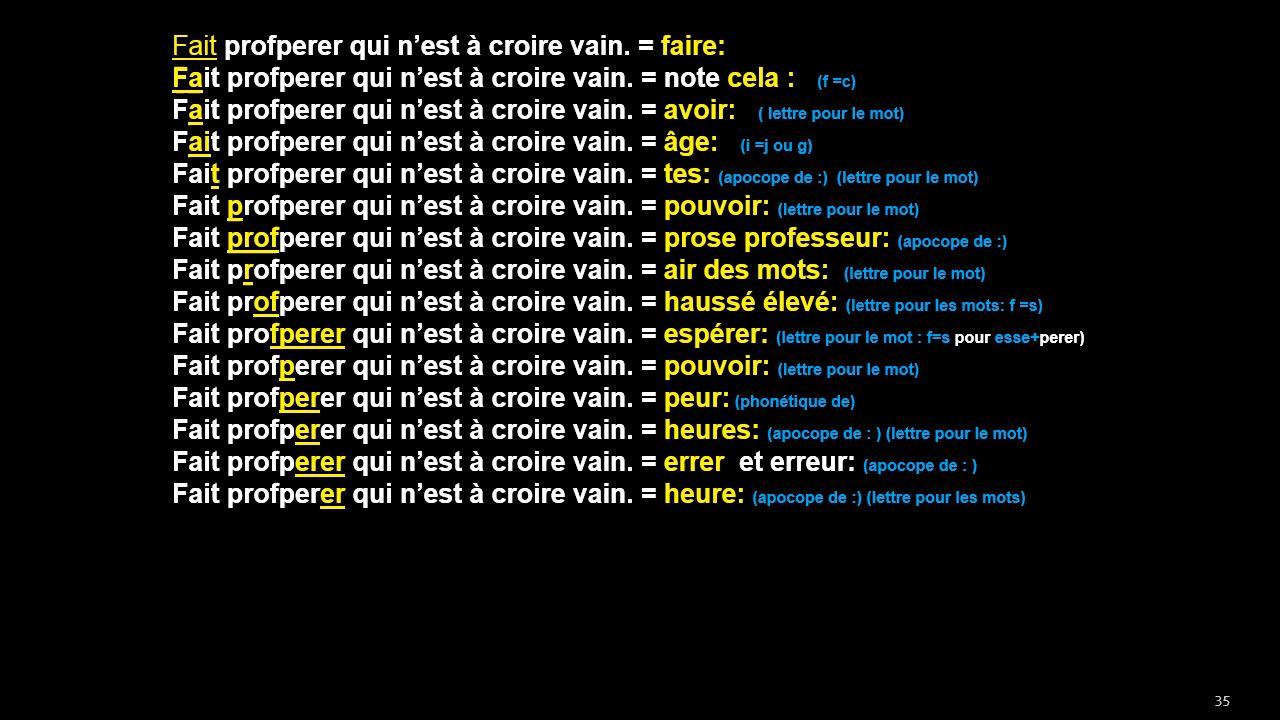 Fait profperer qui n’est à croire vain. = faire:
Fait profperer qui n’est à croire vain. = note cela : (f =c)
Fait profperer qui n’est à croire vain. = avoir: ( lettre pour le mot)
Fait profperer qui n’est à croire vain. = âge: (i =j ou g)
Fait profperer qui n’est à croire vain. = tes: (apocope de :) (lettre pour le mot)
Fait profperer qui n’est à croire vain. = pouvoir: (lettre pour le mot)
Fait profperer qui n’est à croire vain. = prose professeur: (apocope de :)
Fait profperer qui n’est à croire vain. = air des mots: (lettre pour le mot)
Fait profperer qui n’est à croire vain. = haussé élevé: (lettre pour les mots: f =s)
Fait profperer qui n’est à croire vain. = espérer: (lettre pour le mot : f=s pour esse+perer)
Fait profperer qui n’est à croire vain. = pouvoir: (lettre pour le mot)
Fait profperer qui n’est à croire vain. = peur: (phonétique de)
Fait profperer qui n’est à croire vain. = heures: (apocope de : ) (lettre pour le mot)
Fait profperer qui n’est à croire vain. = errer et erreur: (apocope de : )
Fait profperer qui n’est à croire vain. = heure: (apocope de :) (lettre pour les mots)
35